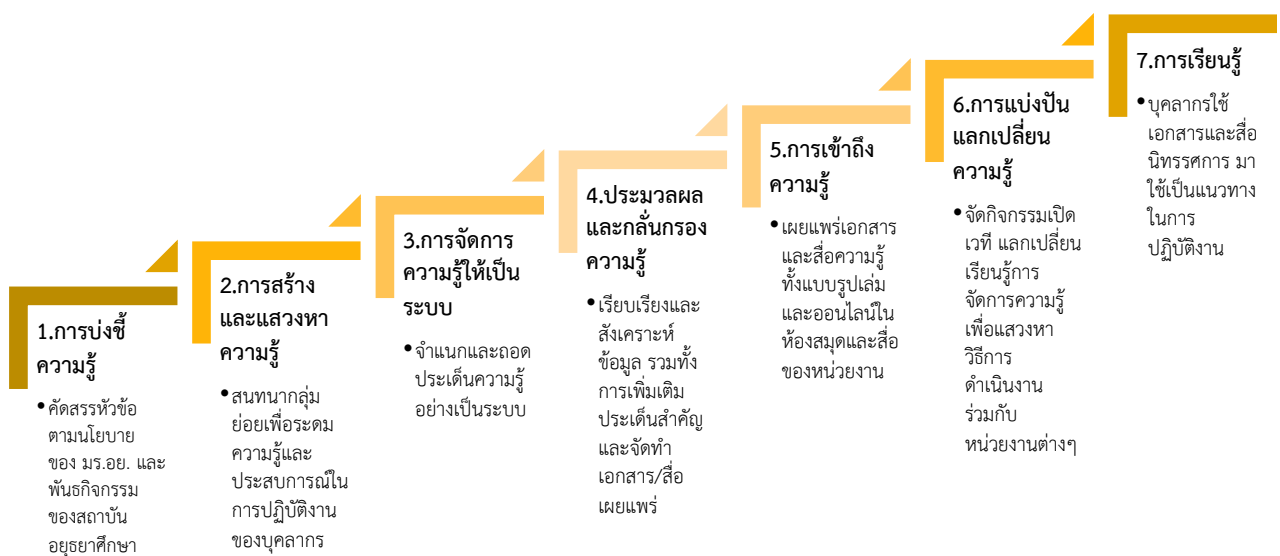 1.การบ่งชี้
ความรู้
•คัดสรรหัวข้อ
ตามนโยบาย
ของ มร.อย. และ
พันธกิจกรรม
ของสถาบัน
อยุธยาศึกษา
2.การสร้าง
และแสวงหา
ความรู้
•สนทนากลุ่ม
ย่อยเพื่อระดม
ความรู้และ
ประสบการณ์ใน
การปฏิบัติงาน
ของบุคลากร
3.การจัดการ
ความรู้ให้เป็น
ระบบ
•จำแนกและถอด
ประเด็นความรู้
อย่างเป็นระบบ
4.ประมวลผล
และกลั่นกรอง
ความรู้
•เรียบเรียงและ
สังเคราะห์
ข้อมูล รวมทั้ง
การเพิ่มเติม
ประเด็นสำคัญ
และจัดทำ
เอกสาร/สื่อ
เผยแพร่
5.การเข้าถึง
ความรู้
•เผยแพร่เอกสาร
และสื่อความรู้
ทั้งแบบรูปเล่ม
และออนไลน์ใน
ห้องสมุดและสื่อ
ของหน่วยงาน
6.การแบ่งปัน
แลกเปลี่ยน
ความรู้
•จัดกิจกรรมเปิด
เวที แลกเปลี่ยน
เรียนรู้การ
จัดการความรู้
เพื่อแสวงหา
วิธีการ
ดำเนินงาน
ร่วมกับ
หน่วยงานต่างๆ
7.การเรียนรู้
•บุคลากรใช้
เอกสารและสื่อ
นิทรรศการ มา
ใช้เป็นแนวทาง
ในการ
ปฏิบัติงาน